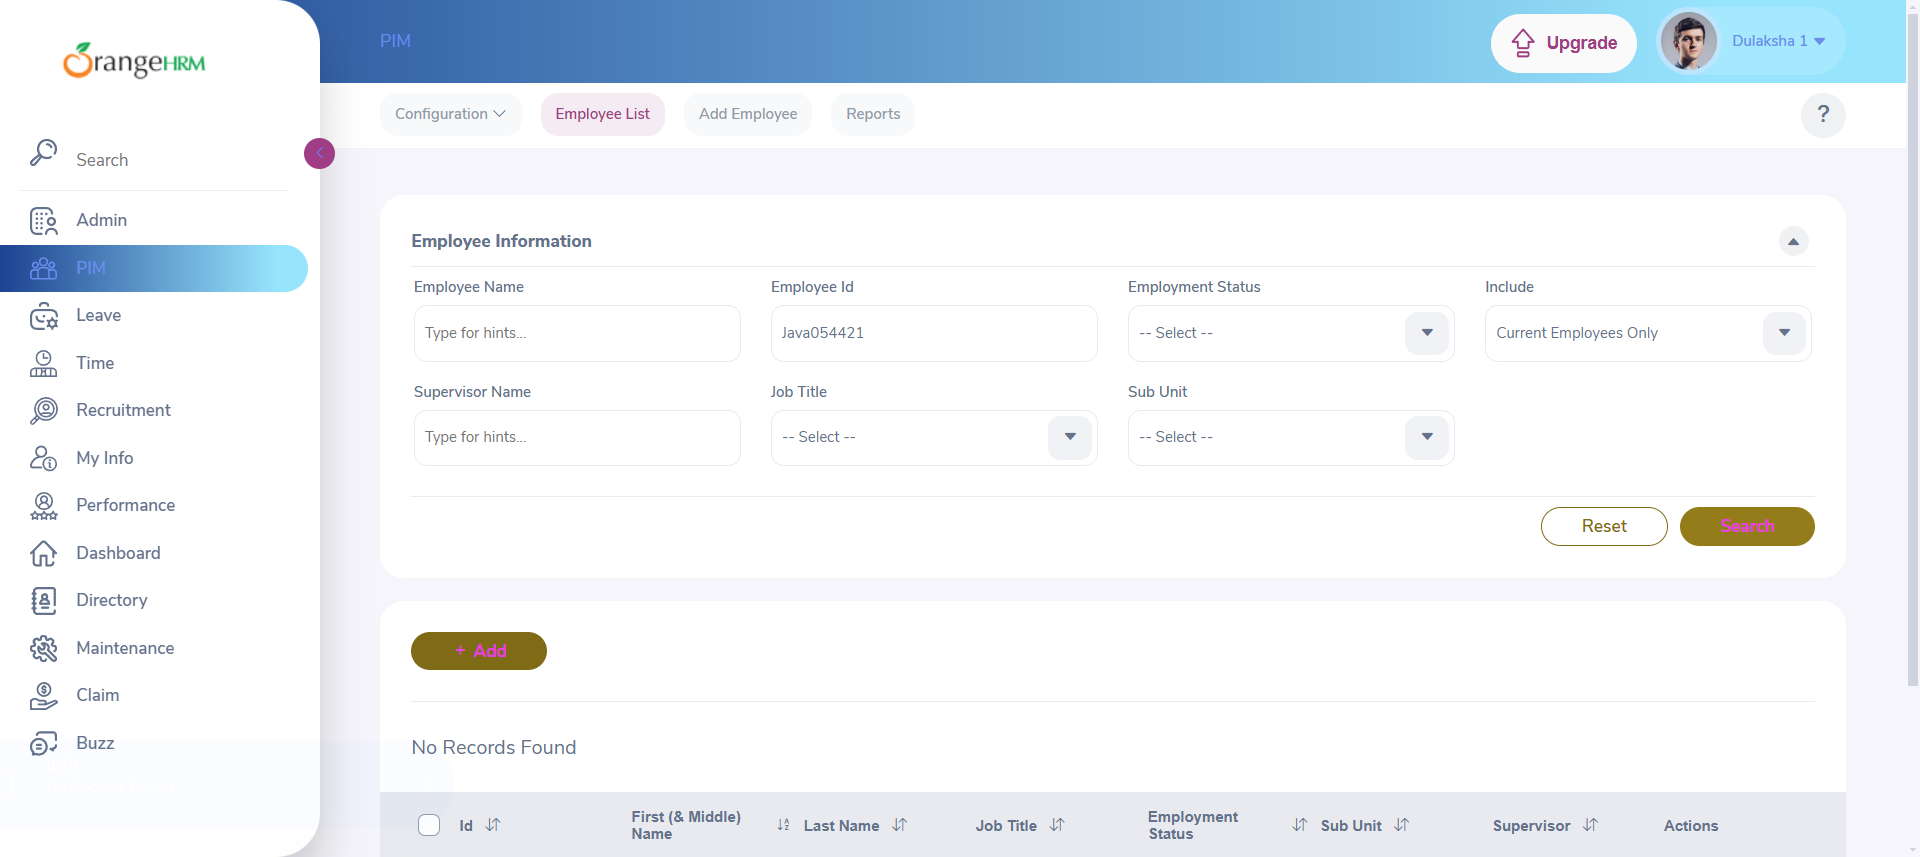 OrangeHRM
PIM
Upgrade
Dulaksha 1
Search
Configuration
Employee List
Add Employee
Reports
?
Admin
PIM
Leave
Time
Recruitment
My Info
Performance
Dashboard
Directory
Maintenance
Claim
Buzz
Employee Information
Employee Name
Employee Id
Employment Status
Include
Type for hints...
Java054421
-- Select --
Current Employees Only
Supervisor Name
Job Title
Sub Unit
Type for hints...
-- Select --
-- Select --
Reset
Search
+ Add
No Records Found
Id
First (& Middle)
Name
Last Name
Job Title
Employment
Status
Sub Unit
Supervisor
Actions